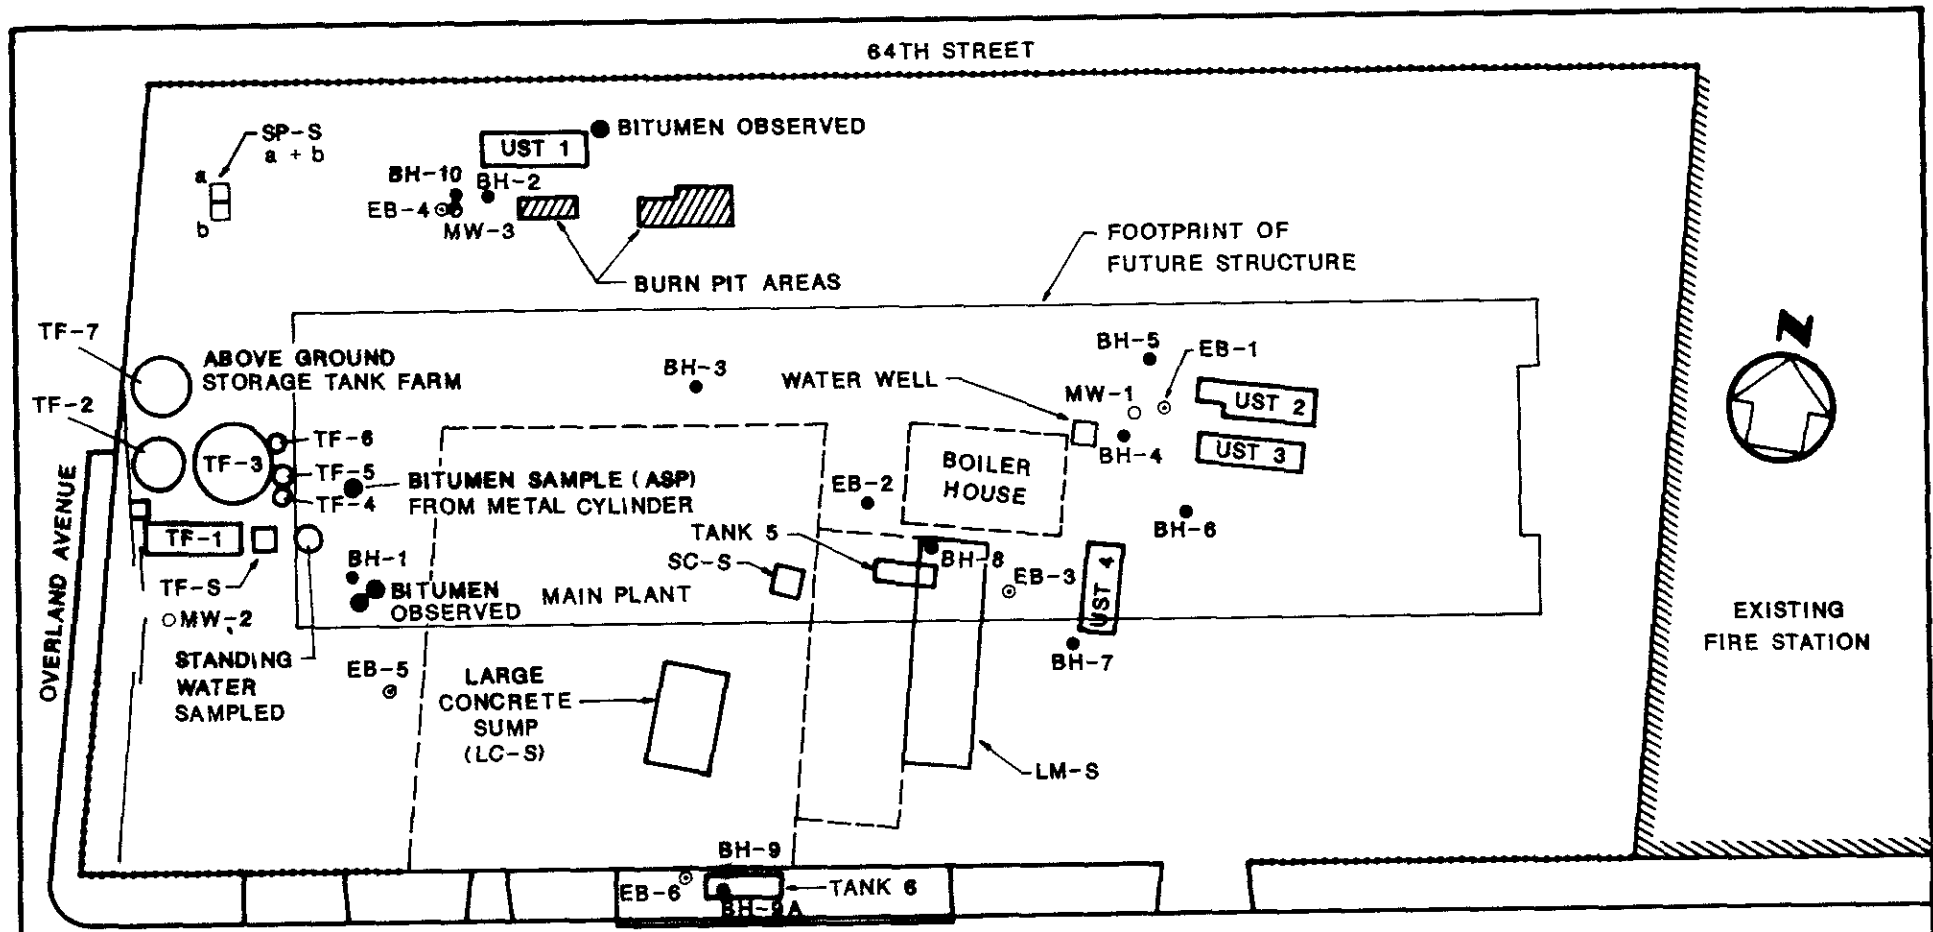 64TH STREET
SP-S
a + b
a
b
UST 1
BITUMEN OBSERVED
BH-10
BH-2
EB-4
MW-3
BURN PIT AREAS
FOOTPRINT OF
FUTURE STRUCTURE
N
TF-7
ABOVE GROUND
STORAGE TANK FARM
TF-2
TF-3
TF-6
TF-5
TF-4
BITUMEN SAMPLE (ASP)
FROM METAL CYLINDER
BH-3
WATER WELL
BH-5
EB-1
MW-1
BH-4
UST 2
UST 3
BOILER
HOUSE
EB-2
BH-6
TANK 5
SC-S
BH-8
EB-3
UST 4
BH-7
OVERLAND AVENUE
TF-1
TF-S
MW-2
BH-1
BITUMEN
OBSERVED
MAIN PLANT
STANDING
WATER
SAMPLED
EB-5
LARGE
CONCRETE
SUMP
(LC-S)
LM-S
EXISTING
FIRE STATION
BH-9
EB-6
TANK 6
BH-9A